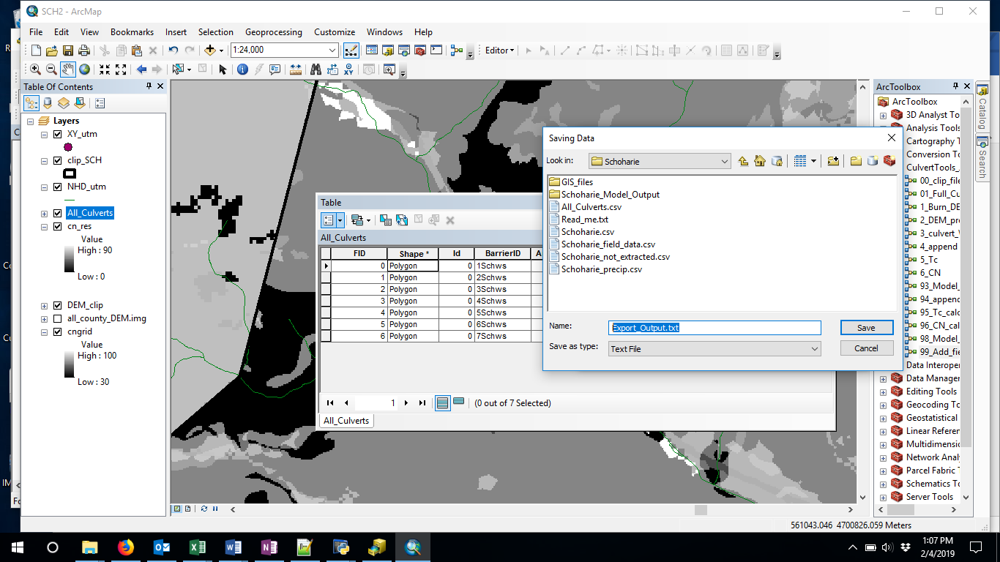 SCH2 - ArcMap
File Edit View Bookmarks Insert Selection Geoprocessing Customize Windows Help
1:24,000
Editor
Table Of Contents
Layers
XY_utm
clip_SCH
NHD_utm
All_Culverts
cn_res
Value
High : 90
Low : 0
DEM_clip
all_county_DEM.img
cngrid
Value
High : 100
Low : 30
Table
All_Culverts
FID Shape * Id BarrierID A
0 Polygon 0 1Schws
1 Polygon 0 2Schws
2 Polygon 0 3Schws
3 Polygon 0 4Schws
4 Polygon 0 5Schws
5 Polygon 0 6Schws
6 Polygon 0 7Schws
1
(0 out of 7 Selected)
All_Culverts
Saving Data
Look in: Schoharie
GIS_files
Schoharie_Model_Output
All_Culverts.csv
Read_me.txt
Schoharie.csv
Schoharie_field_data.csv
Schoharie_not_extracted.csv
Schoharie_precip.csv
Name: Export_Output.txt
Save
Save as type: Text File
Cancel
ArcToolbox
ArcToolbox
3D Analyst To
Analysis Tools
Cartography T
Conversion To
CulvertTools_
00_clip_file
01_Full_Cu
1_Burn_DE
2_DEM_pre
3_culvert_
4_append
5_Tc
6_CN
93_Model_
94_append
95_Tc_calc
96_CN_calc
98_Model_
99_Add_fie
Data Interoper
Data Manager
Editing Tools
Geocoding To
Geostatistical
Linear Referen
Multidimensio
Network Anal
Parcel Fabric T
Schematics To
Server Tools
Catalog
Search
561043.046 4700826.059 Meters
1:07 PM
2/4/2019